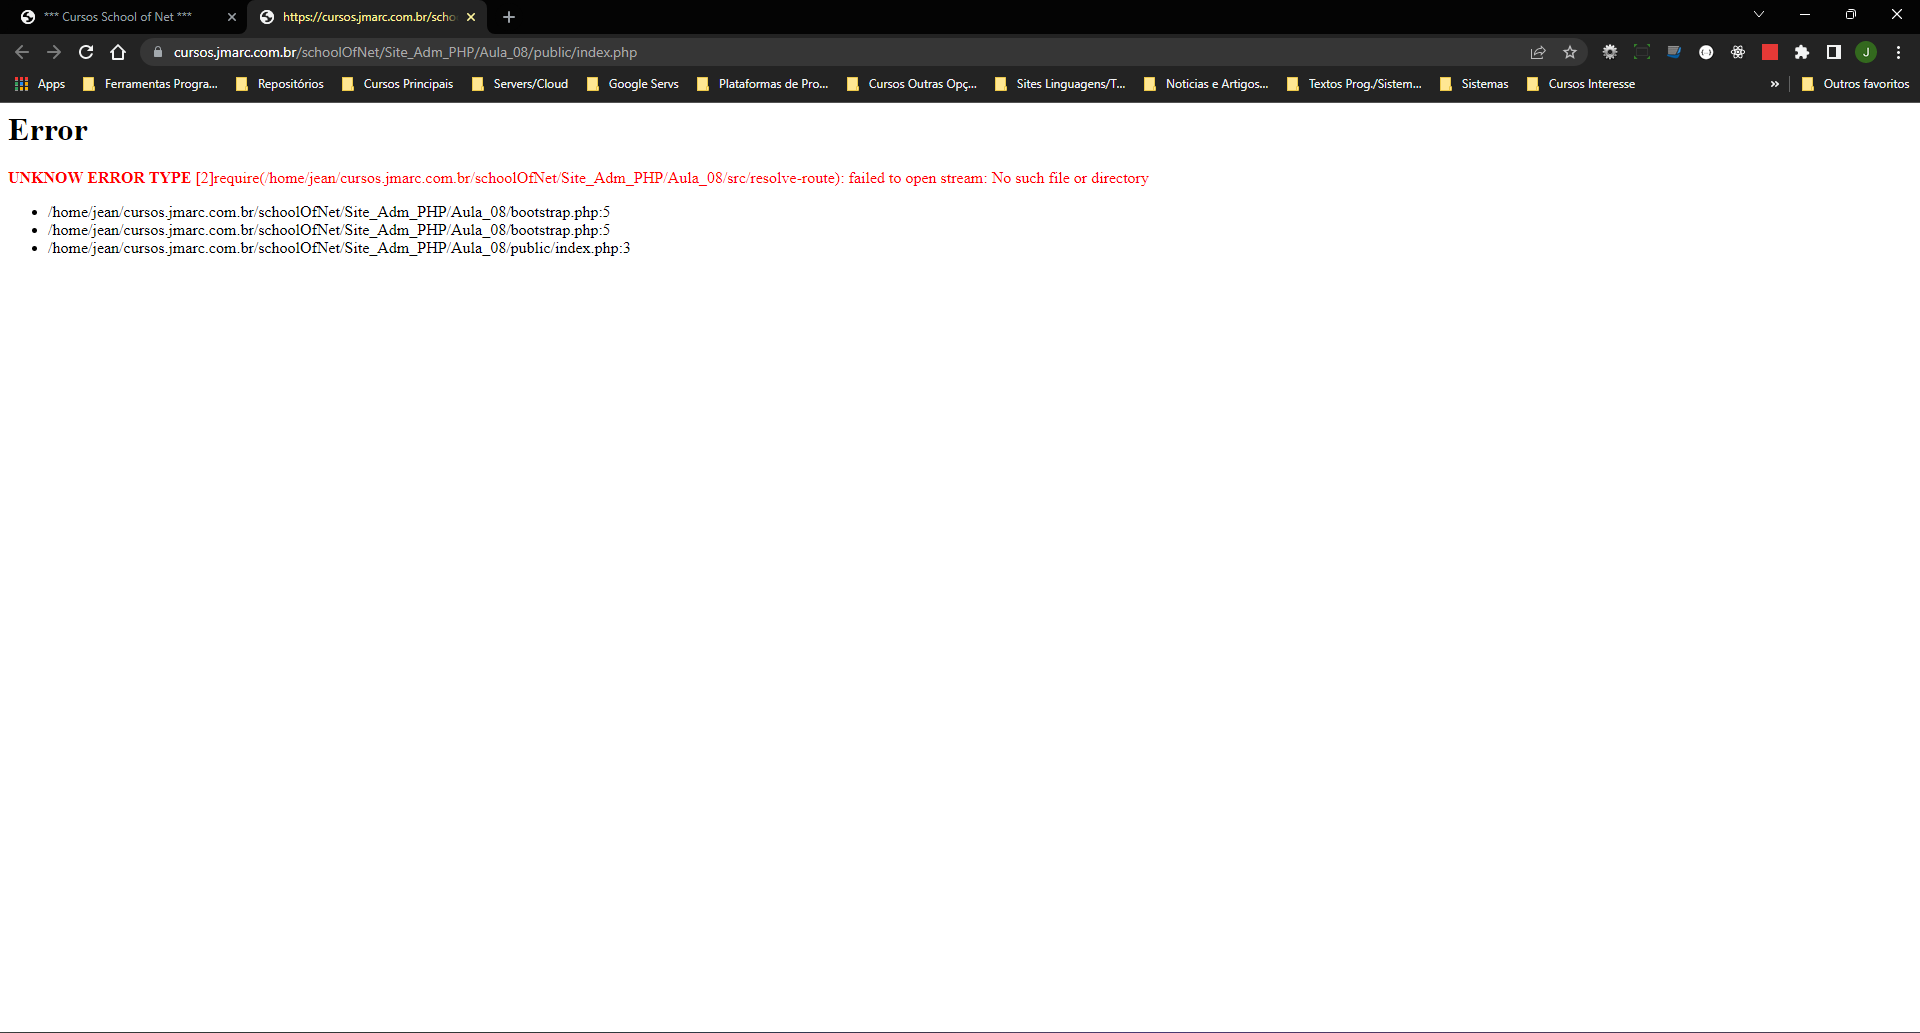 *** Cursos School of Net ***
https://cursos.jmarc.com.br/scho
cursos.jmarc.com.br/schoolOfNet/Site_Adm_PHP/Aula_08/public/index.php
J
Apps
Ferramentas Progra...
Repositórios
Cursos Principais
Servers/Cloud
Google Servs
Plataformas de Pro...
Cursos Outras Opç...
Sites Linguagens/T...
Noticias e Artigos...
Textos Prog./Sistem...
Sistemas
Cursos Interesse
»
Outros favoritos
Error
UNKNOW ERROR TYPE [2]require(/home/jean/cursos.jmarc.com.br/schoolOfNet/Site_Adm_PHP/Aula_08/src/resolve-route): failed to open stream: No such file or directory
• /home/jean/cursos.jmarc.com.br/schoolOfNet/Site_Adm_PHP/Aula_08/bootstrap.php:5
• /home/jean/cursos.jmarc.com.br/schoolOfNet/Site_Adm_PHP/Aula_08/bootstrap.php:5
• /home/jean/cursos.jmarc.com.br/schoolOfNet/Site_Adm_PHP/Aula_08/public/index.php:3